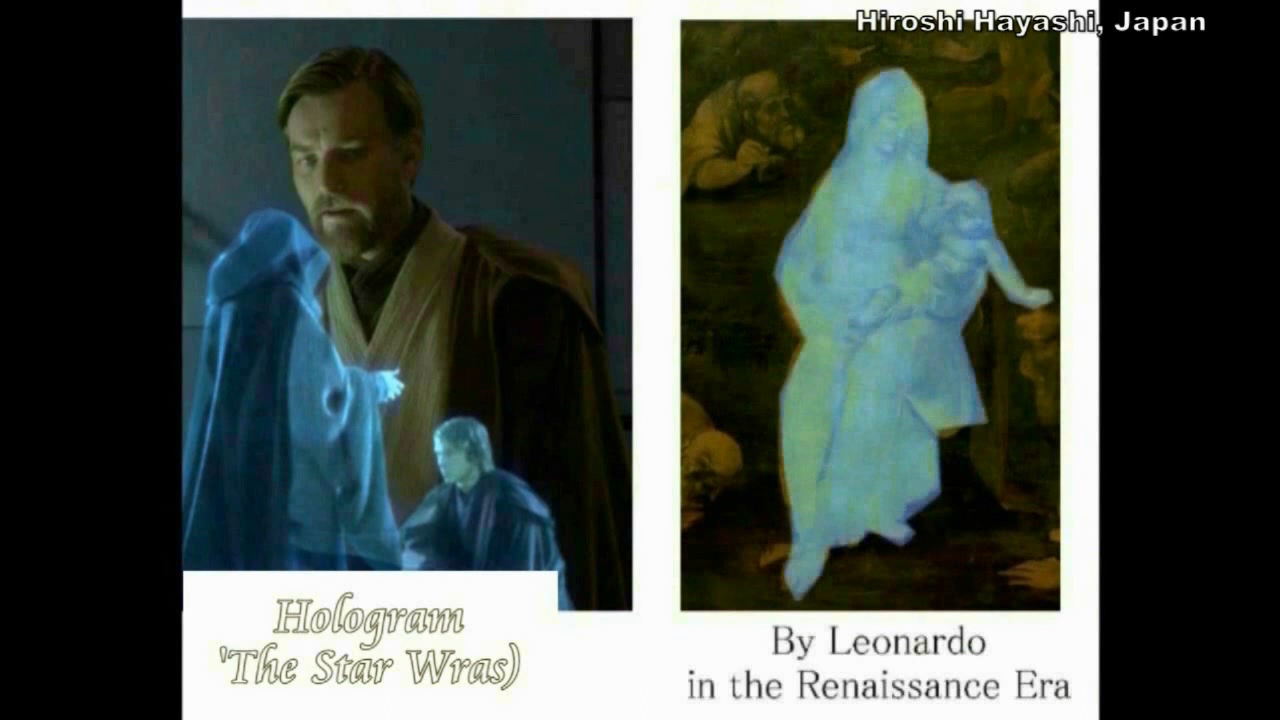 Hiroshi Hayashi, Japan
Hologram
'The Star Wras)
By Leonardo
in the Renaissance Era